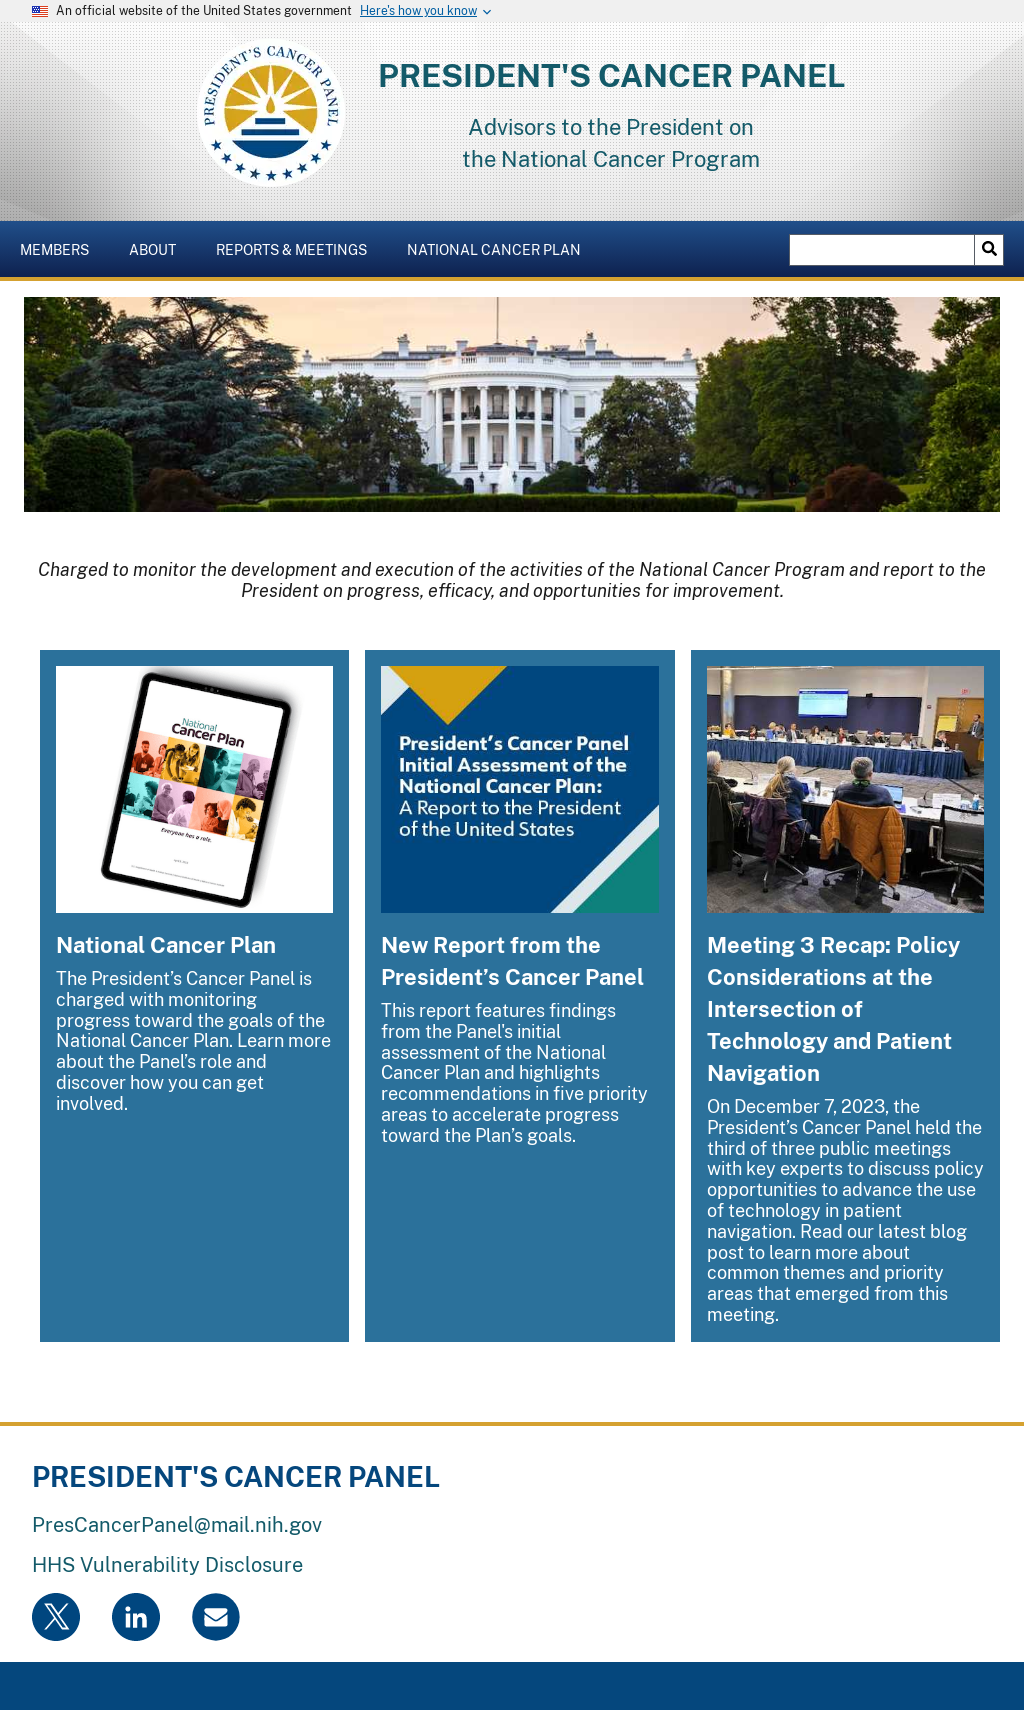 An official website of the United States government Here's how you know
PRESIDENT'S CANCER PANEL
PRESIDENT'S CANCER PANEL
Advisors to the President on
the National Cancer Program
MEMBERS ABOUT REPORTS & MEETINGS NATIONAL CANCER PLAN
Charged to monitor the development and execution of the activities of the National Cancer Program and report to the
President on progress, efficacy, and opportunities for improvement.
National
Cancer Plan
Everyone has a role.
National Cancer Plan
The President’s Cancer Panel is
charged with monitoring
progress toward the goals of the
National Cancer Plan. Learn more
about the Panel’s role and
discover how you can get
involved.
President’s Cancer Panel
Initial Assessment of the
National Cancer Plan:
A Report to the President
of the United States
New Report from the
President’s Cancer Panel
This report features findings
from the Panel's initial
assessment of the National
Cancer Plan and highlights
recommendations in five priority
areas to accelerate progress
toward the Plan’s goals.
Meeting 3 Recap: Policy
Considerations at the
Intersection of
Technology and Patient
Navigation
On December 7, 2023, the
President’s Cancer Panel held the
third of three public meetings
with key experts to discuss policy
opportunities to advance the use
of technology in patient
navigation. Read our latest blog
post to learn more about
common themes and priority
areas that emerged from this
meeting.
PRESIDENT'S CANCER PANEL
PresCancerPanel@mail.nih.gov
HHS Vulnerability Disclosure